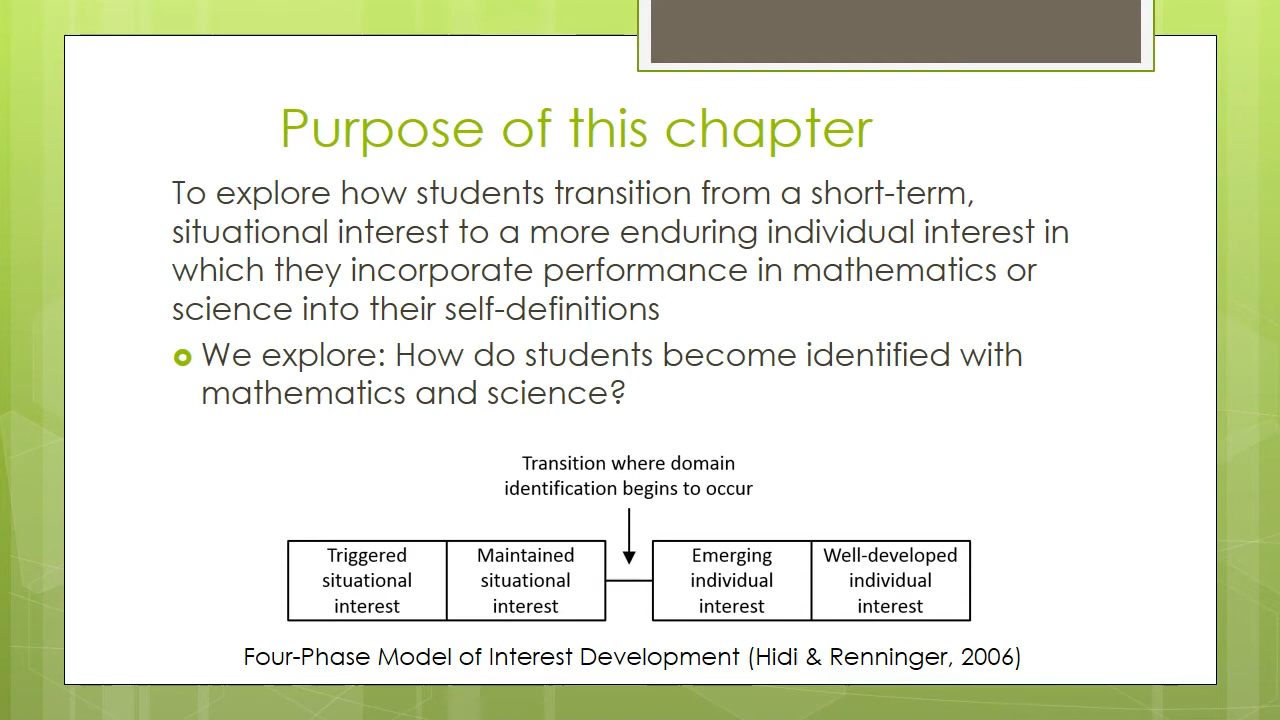 Purpose of this chapter
To explore how students transition from a short-term,
situational interest to a more enduring individual interest in
which they incorporate performance in mathematics or
science into their self-definitions
We explore: How do students become identified with
mathematics and science?
Transition where domain
identification begins to occur
Triggered
situational
interest
Maintained
situational
interest
Emerging
individual
interest
Well-developed
individual
interest
Four-Phase Model of Interest Development (Hidi & Renninger, 2006)